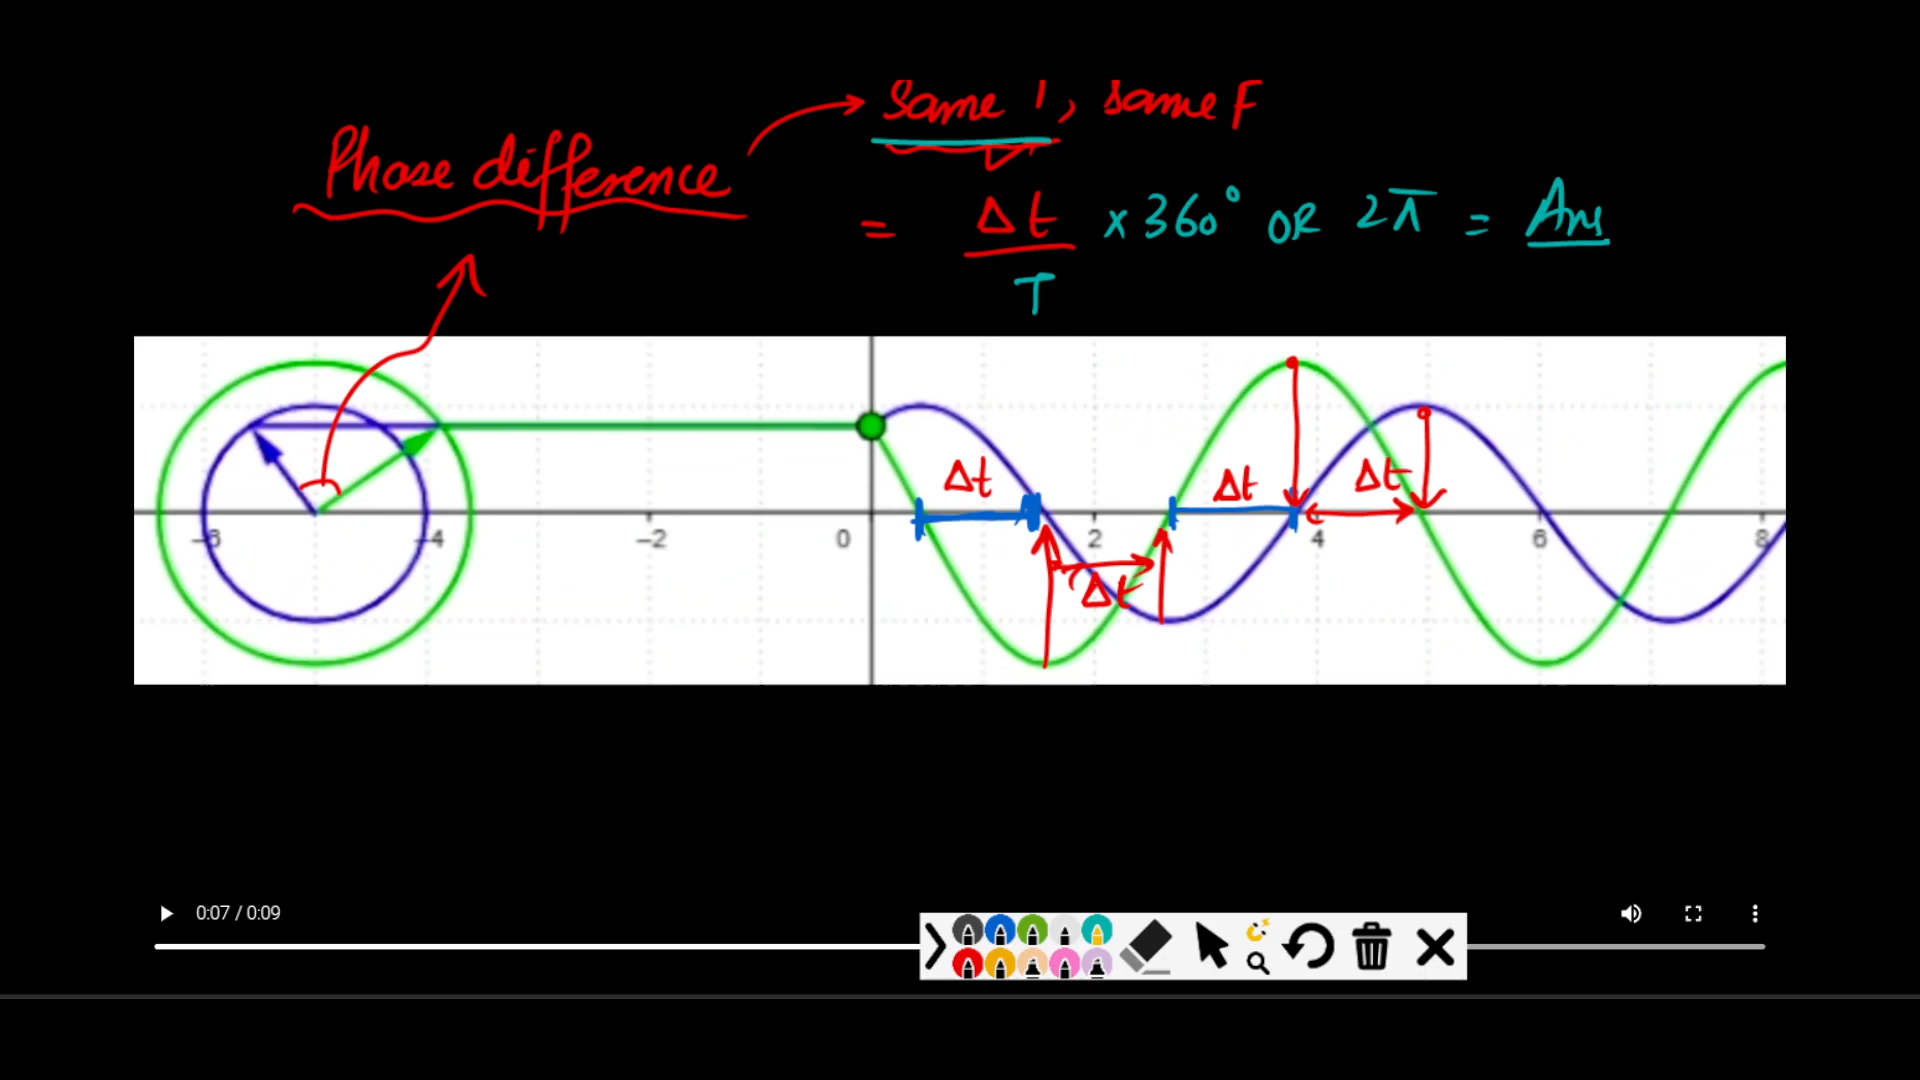 Same T, same F
Phase difference
= Δt/T × 360° OR 2π = Ans
Δt Δt Δt
Δt
-6 -4 -2 0 2 4 6 8
0:07 / 0:09